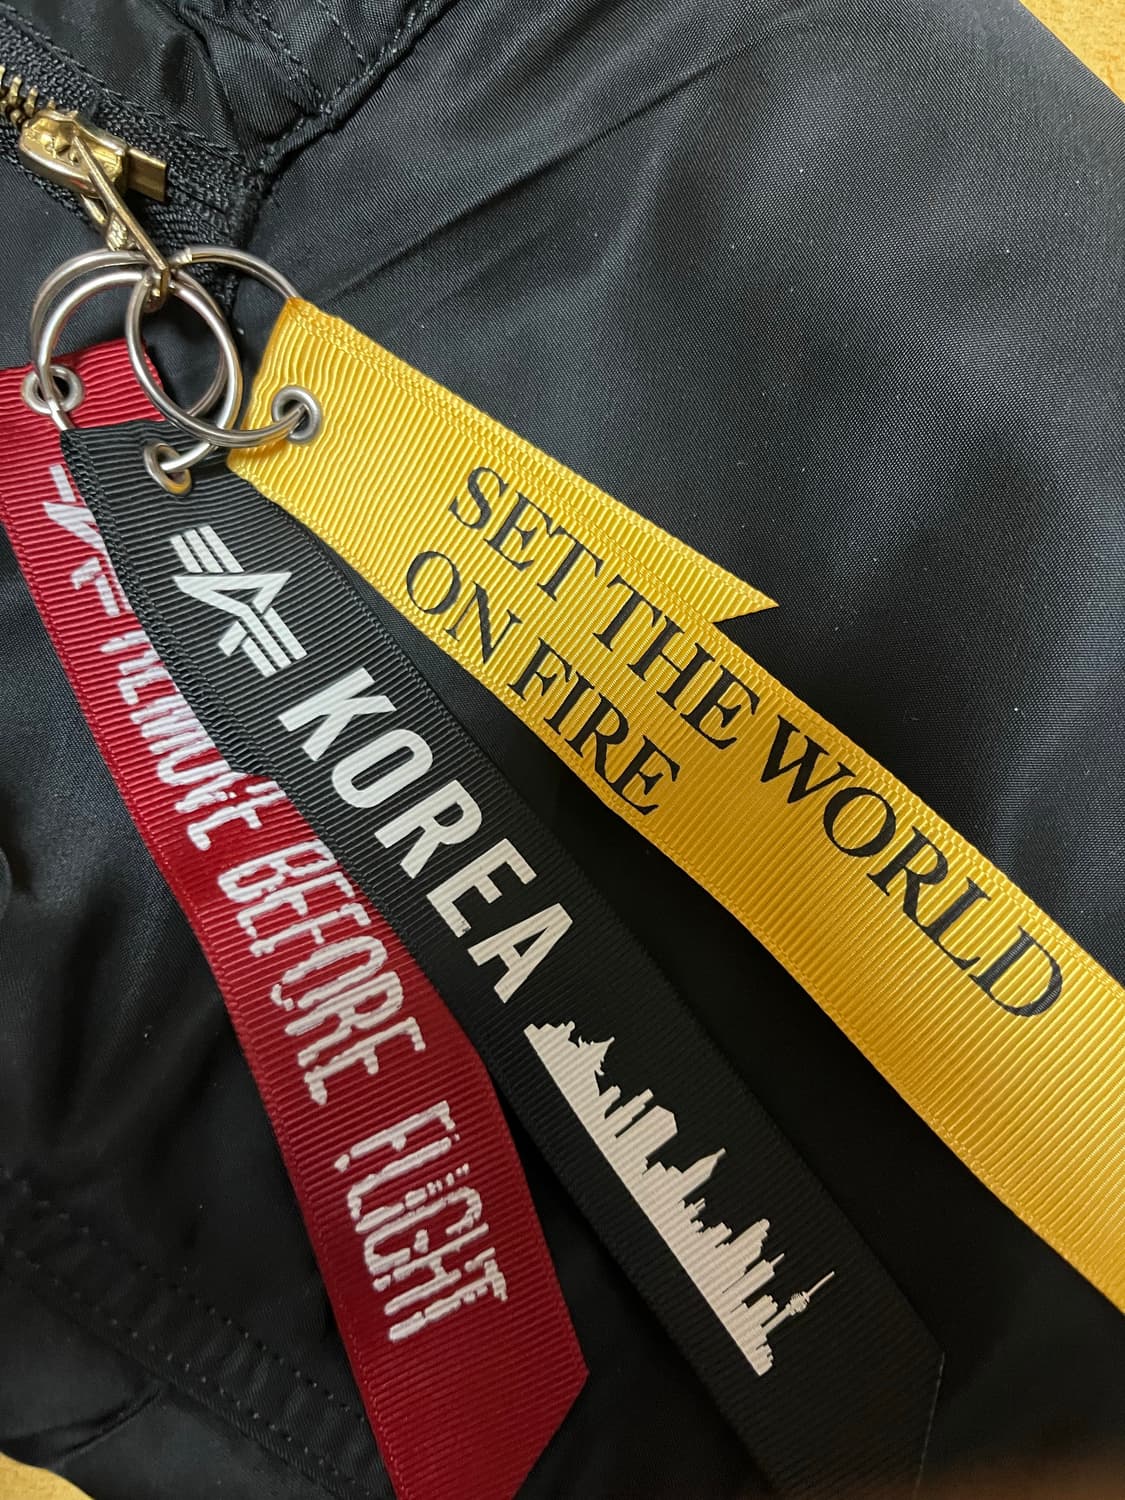 REMOVE BEFORE FLIGHT
KOREA
SET THE WORLD
ON FIRE